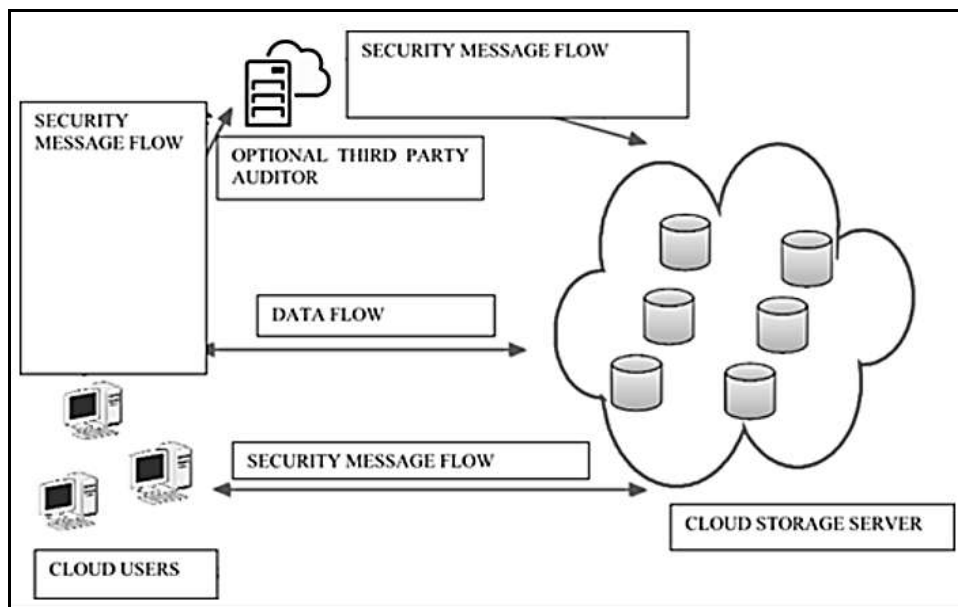 SECURITY MESSAGE FLOW
SECURITY
MESSAGE FLOW
OPTIONAL THIRD PARTY
AUDITOR
DATA FLOW
SECURITY MESSAGE FLOW
CLOUD STORAGE SERVER
CLOUD USERS